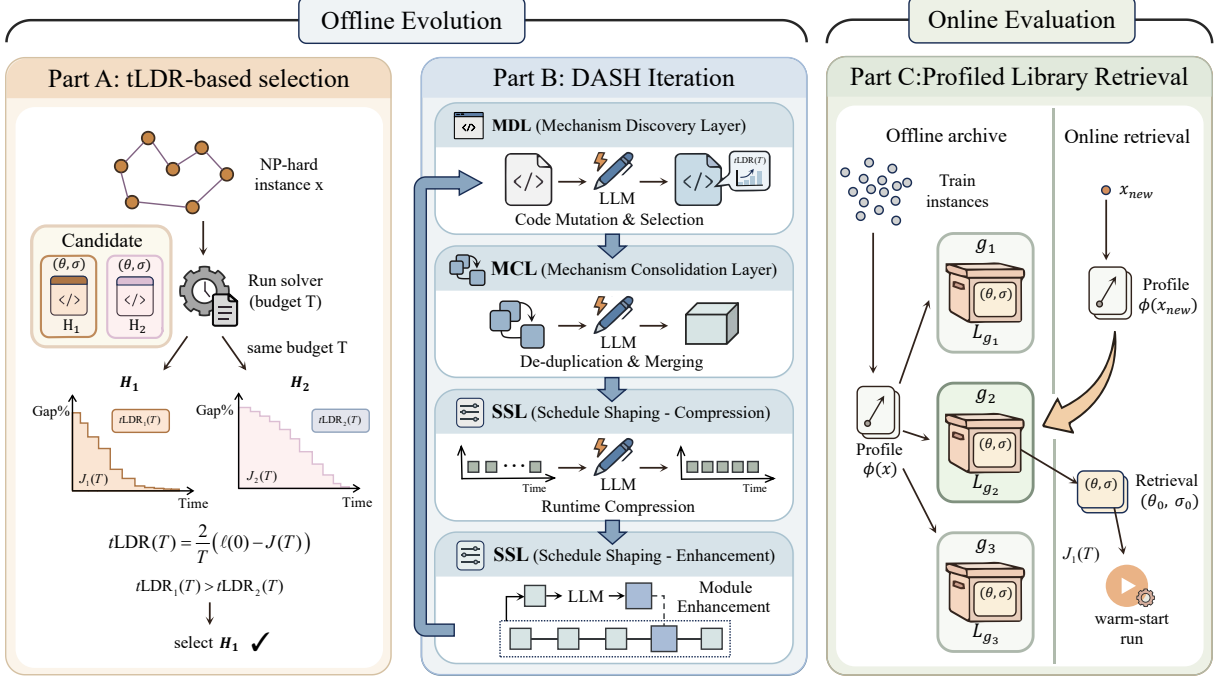 Offline Evolution
Online Evaluation
Part A: tLDR-based selection
NP-hard
instance x
Candidate
(θ, σ)
(θ, σ)
</>
</>
H₁
H₂
Run solver
(budget T)
same budget T
H₁
H₂
Gap%
tLDR₁(T)
J₁(T)
Time
Gap%
tLDR₂(T)
J₂(T)
Time
tLDR(T) = 2/T (ℓ(0) − J(T))
tLDR₁(T) > tLDR₂(T)
select H₁ ✓
Part B: DASH Iteration
</>
MDL (Mechanism Discovery Layer)
</>
LLM
</>
tLDR(T)
Code Mutation & Selection
MCL (Mechanism Consolidation Layer)
LLM
De-duplication & Merging
SSL (Schedule Shaping - Compression)
···
Time
LLM
Time
Runtime Compression
SSL (Schedule Shaping - Enhancement)
LLM
Module
Enhancement
Part C:Profiled Library Retrieval
Offline archive
Train
instances
Profile
ϕ(x)
g₁
(θ, σ)
L_g₁
g₂
(θ, σ)
L_g₂
g₃
(θ, σ)
L_g₃
Online retrieval
x_new
Profile
ϕ(x_new)
(θ, σ)
Retrieval
(θ₀, σ₀)
J₁(T)
warm-start
run